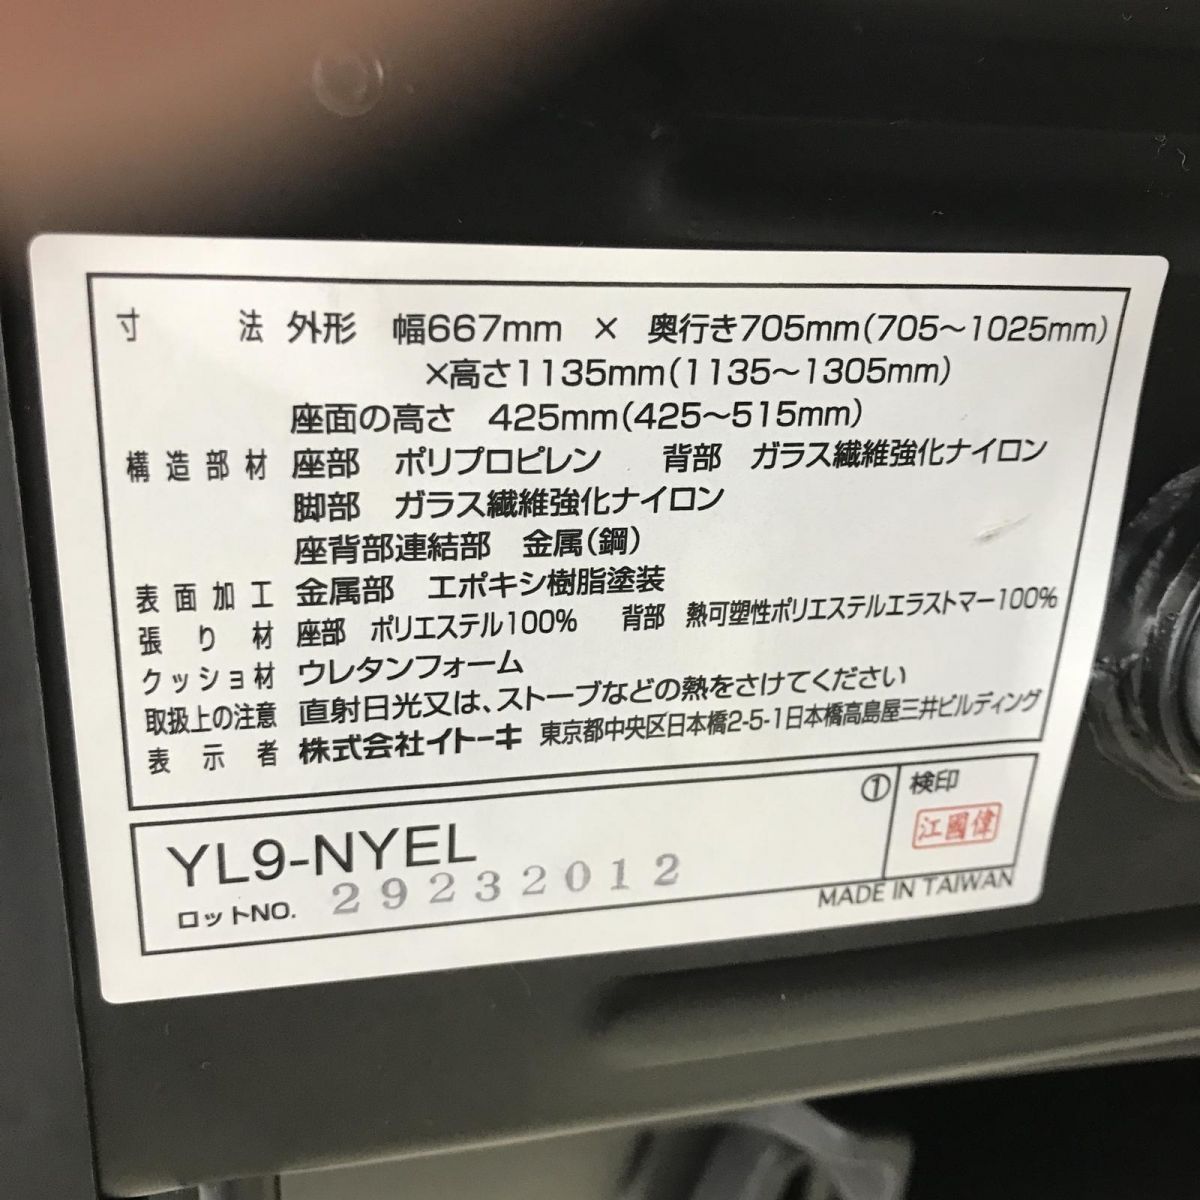 寸法 外形 幅667mm × 奥行き705mm(705～1025mm)
×高さ1135mm(1135～1305mm)
座面の高さ 425mm(425～515mm)
構造部材 座部 ポリプロピレン 背部 ガラス繊維強化ナイロン
脚部 ガラス繊維強化ナイロン
座背部連結部 金属(鋼)
表面加工 金属部 エポキシ樹脂塗装
張り材 座部 ポリエステル100% 背部 熱可塑性ポリエステルエラストマー100%
クッション材 ウレタンフォーム
取扱上の注意 直射日光又は、ストーブなどの熱をさけてください
表示者 株式会社イトーキ 東京都中央区日本橋2-5-1日本橋高島屋三井ビルディング
YL9-NYEL ① 検印
江國偉
ロットNO. 29232012
MADE IN TAIWAN